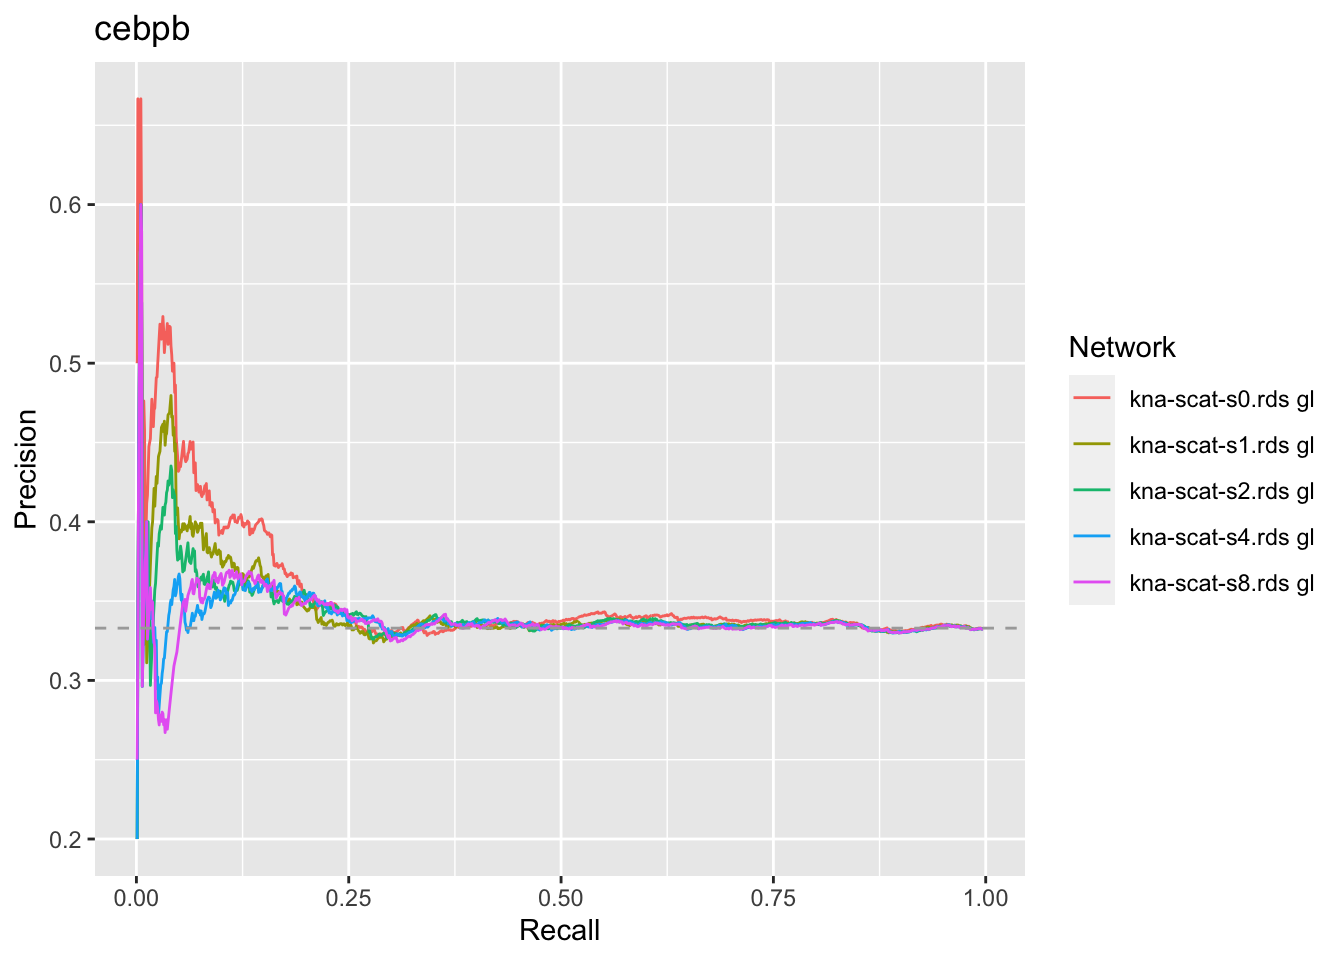 cebpb
Precision
0.6
0.5
0.4
0.3
0.2
0.00 0.25 0.50 0.75 1.00
Recall
Network
kna-scat-s0.rds gl
kna-scat-s1.rds gl
kna-scat-s2.rds gl
kna-scat-s4.rds gl
kna-scat-s8.rds gl